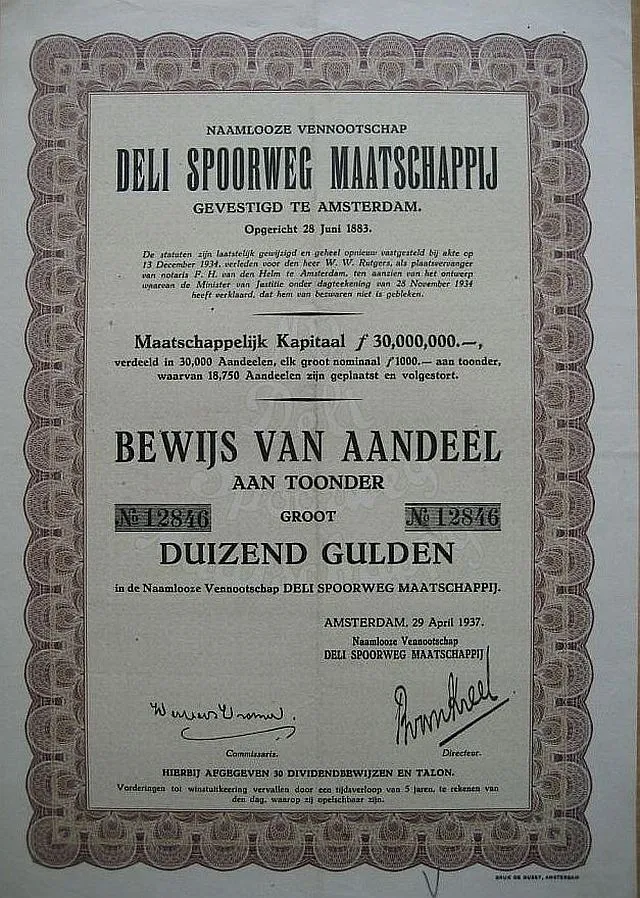 NAAMLOOZE VENNOOTSCHAP
DELI SPOORWEG MAATSCHAPPIJ
GEVESTIGD TE AMSTERDAM.
Opgericht 28 Juni 1883.
De statuten zijn laatstelijk gewijzigd en geheel opnieuw vastgesteld bij akte op
13 December 1934, verleden voor den heer W. W. Rutgers, als plaatsvervanger
van notaris F. H. van den Helm te Amsterdam, ten aanzien van het ontwerp
waarvan de Minister van Justitie onder dagteekening van 28 November 1934
heeft verklaard, dat hem van bezwaren niet is gebleken.
Maatschappelijk Kapitaal ƒ 30,000,000.—,
verdeeld in 30,000 Aandeelen, elk groot nominaal ƒ 1000.— aan toonder,
waarvan 18,750 Aandeelen zijn geplaatst en volgestort.
BEWIJS VAN AANDEEL
AAN TOONDER
No 12846 GROOT No 12846
DUIZEND GULDEN
in de Naamlooze Vennootschap DELI SPOORWEG MAATSCHAPPIJ.
AMSTERDAM, 29 April 1937.
Naamlooze Vennootschap
DELI SPOORWEG MAATSCHAPPIJ
Commissaris. Directeur.
HIERBIJ AFGEGEVEN 30 DIVIDENDBEWIJZEN EN TALON.
Vorderingen tot winstuitkeering vervallen door een tijdsverloop van 5 jaren, te rekenen van
den dag, waarop zij opeischbaar zijn.
DRUK DE BUSSY, AMSTERDAM